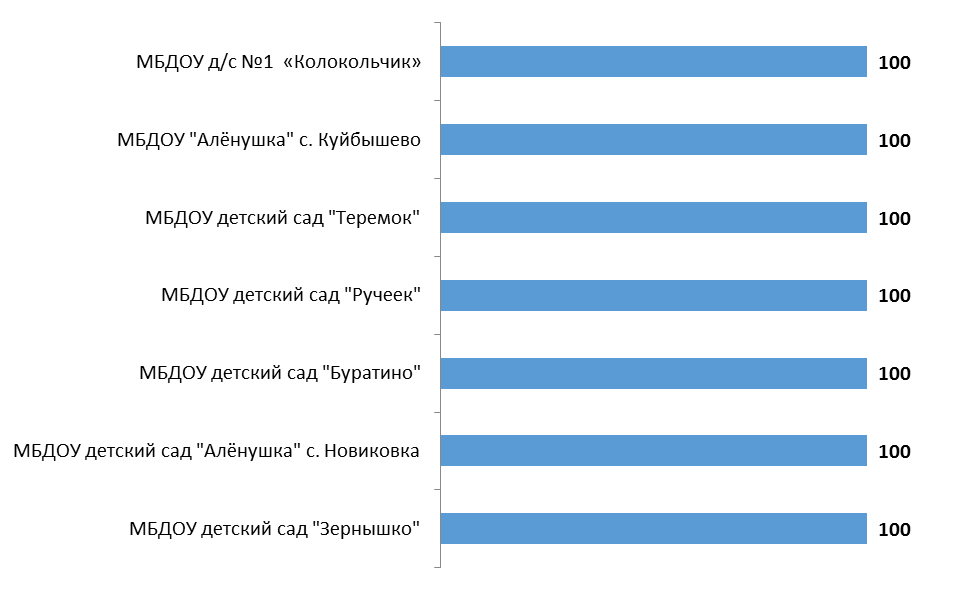 МБДОУ д/с №1 «Колокольчик» 100
МБДОУ "Алёнушка" с. Куйбышево 100
МБДОУ детский сад "Теремок" 100
МБДОУ детский сад "Ручеек" 100
МБДОУ детский сад "Буратино" 100
МБДОУ детский сад "Алёнушка" с. Новиковка 100
МБДОУ детский сад "Зернышко" 100